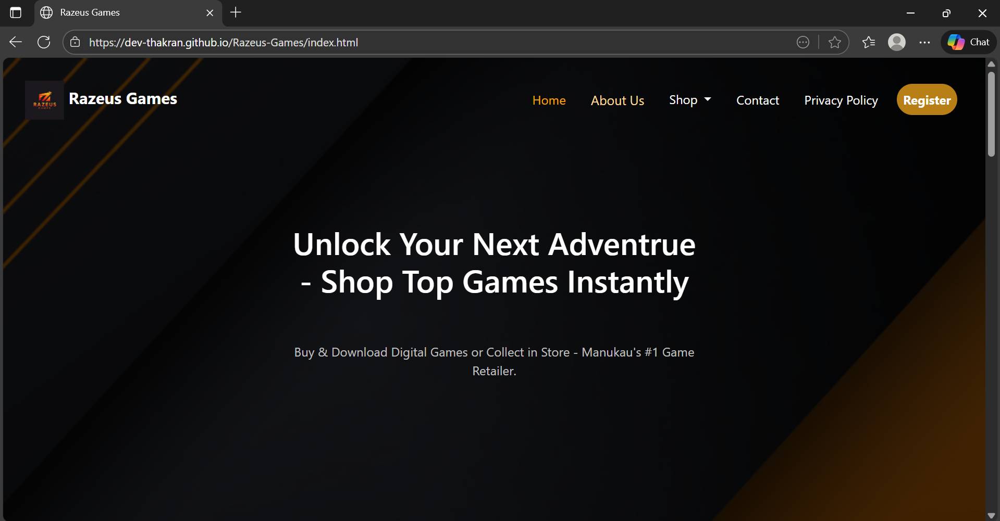 Razeus Games
https://dev-thakran.github.io/Razeus-Games/index.html
Chat
RAZEUS
Razeus Games
Home
About Us
Shop
Contact
Privacy Policy
Register
Unlock Your Next Adventrue
- Shop Top Games Instantly
Buy & Download Digital Games or Collect in Store - Manukau's #1 Game
Retailer.